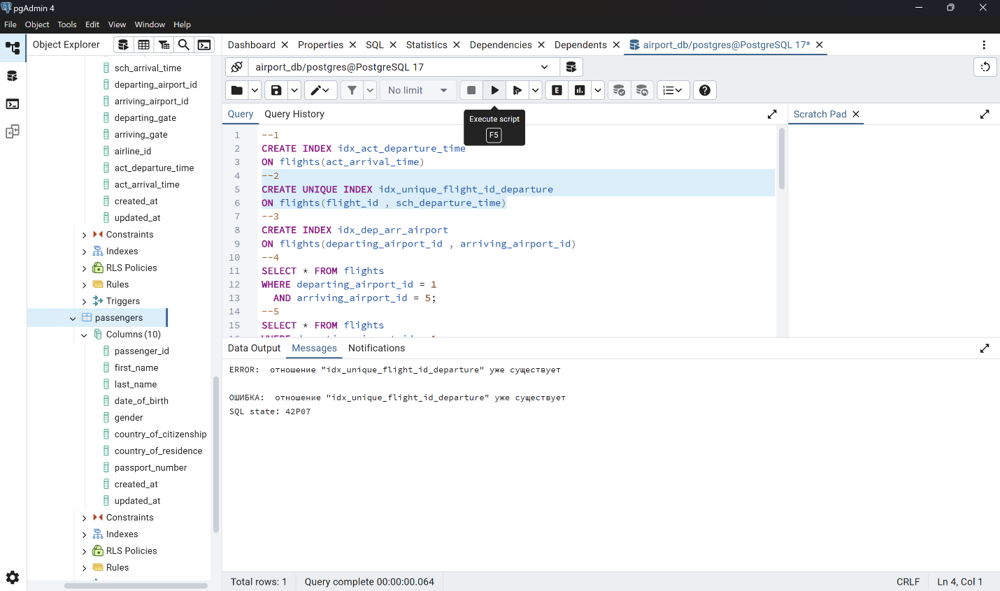 pgAdmin 4
File Object Tools Edit View Window Help
Object Explorer
Dashboard Properties SQL Statistics Dependencies Dependents airport_db/postgres@PostgreSQL 17*
sch_arrival_time
departing_airport_id
arriving_airport_id
departing_gate
arriving_gate
airline_id
act_departure_time
act_arrival_time
created_at
updated_at
Constraints
Indexes
RLS Policies
Rules
Triggers
passengers
Columns (10)
passenger_id
first_name
last_name
date_of_birth
gender
country_of_citizenship
country_of_residence
passport_number
created_at
updated_at
Constraints
Indexes
RLS Policies
Rules
airport_db/postgres@PostgreSQL 17
No limit
E
Query Query History
Execute script
F5
Scratch Pad
1 --1
2 CREATE INDEX idx_act_departure_time
3 ON flights(act_arrival_time)
4 --2
5 CREATE UNIQUE INDEX idx_unique_flight_id_departure
6 ON flights(flight_id , sch_departure_time)
7 --3
8 CREATE INDEX idx_dep_arr_airport
9 ON flights(departing_airport_id , arriving_airport_id)
10 --4
11 SELECT * FROM flights
12 WHERE departing_airport_id = 1
13 AND arriving_airport_id = 5;
14 --5
15 SELECT * FROM flights
Data Output Messages Notifications
ERROR: отношение "idx_unique_flight_id_departure" уже существует
ОШИБКА: отношение "idx_unique_flight_id_departure" уже существует
SQL state: 42P07
Total rows: 1 Query complete 00:00:00.064 CRLF Ln 4, Col 1